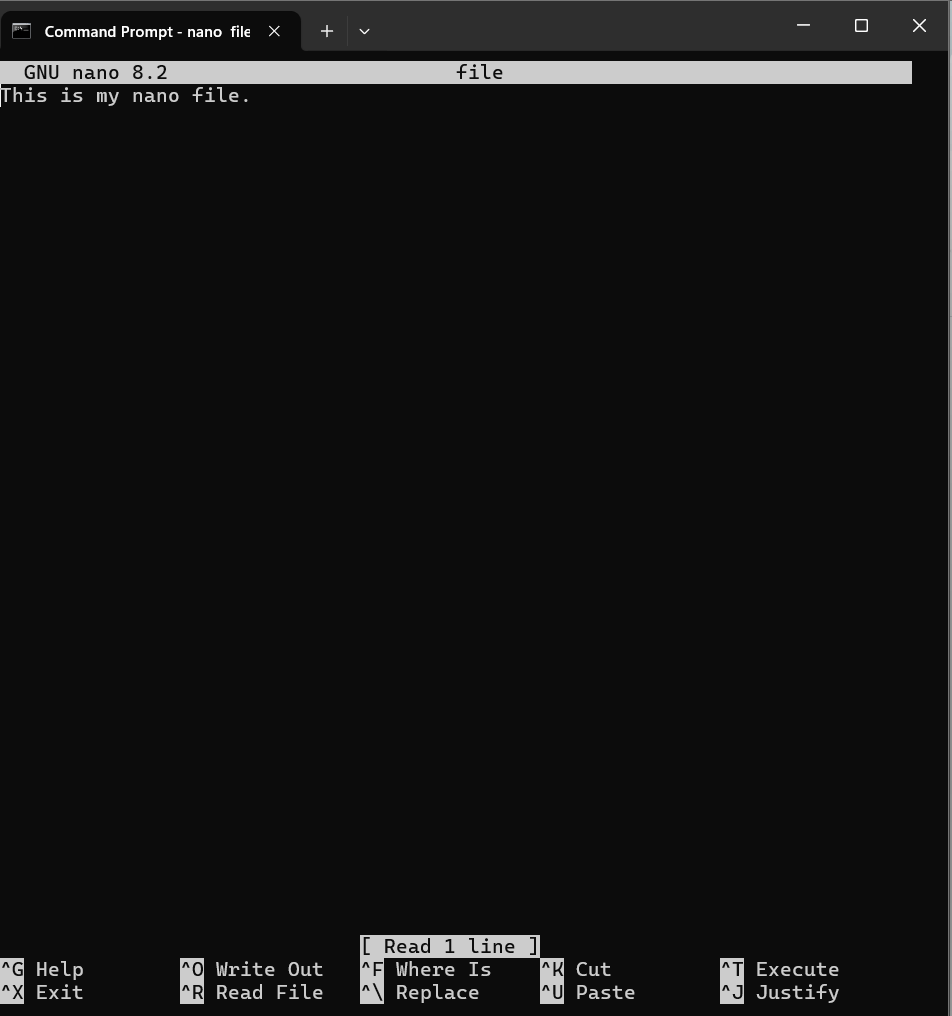 Command Prompt - nano file
GNU nano 8.2 file
This is my nano file.
[ Read 1 line ]
^G Help ^O Write Out ^F Where Is ^K Cut ^T Execute
^X Exit ^R Read File ^\ Replace ^U Paste ^J Justify